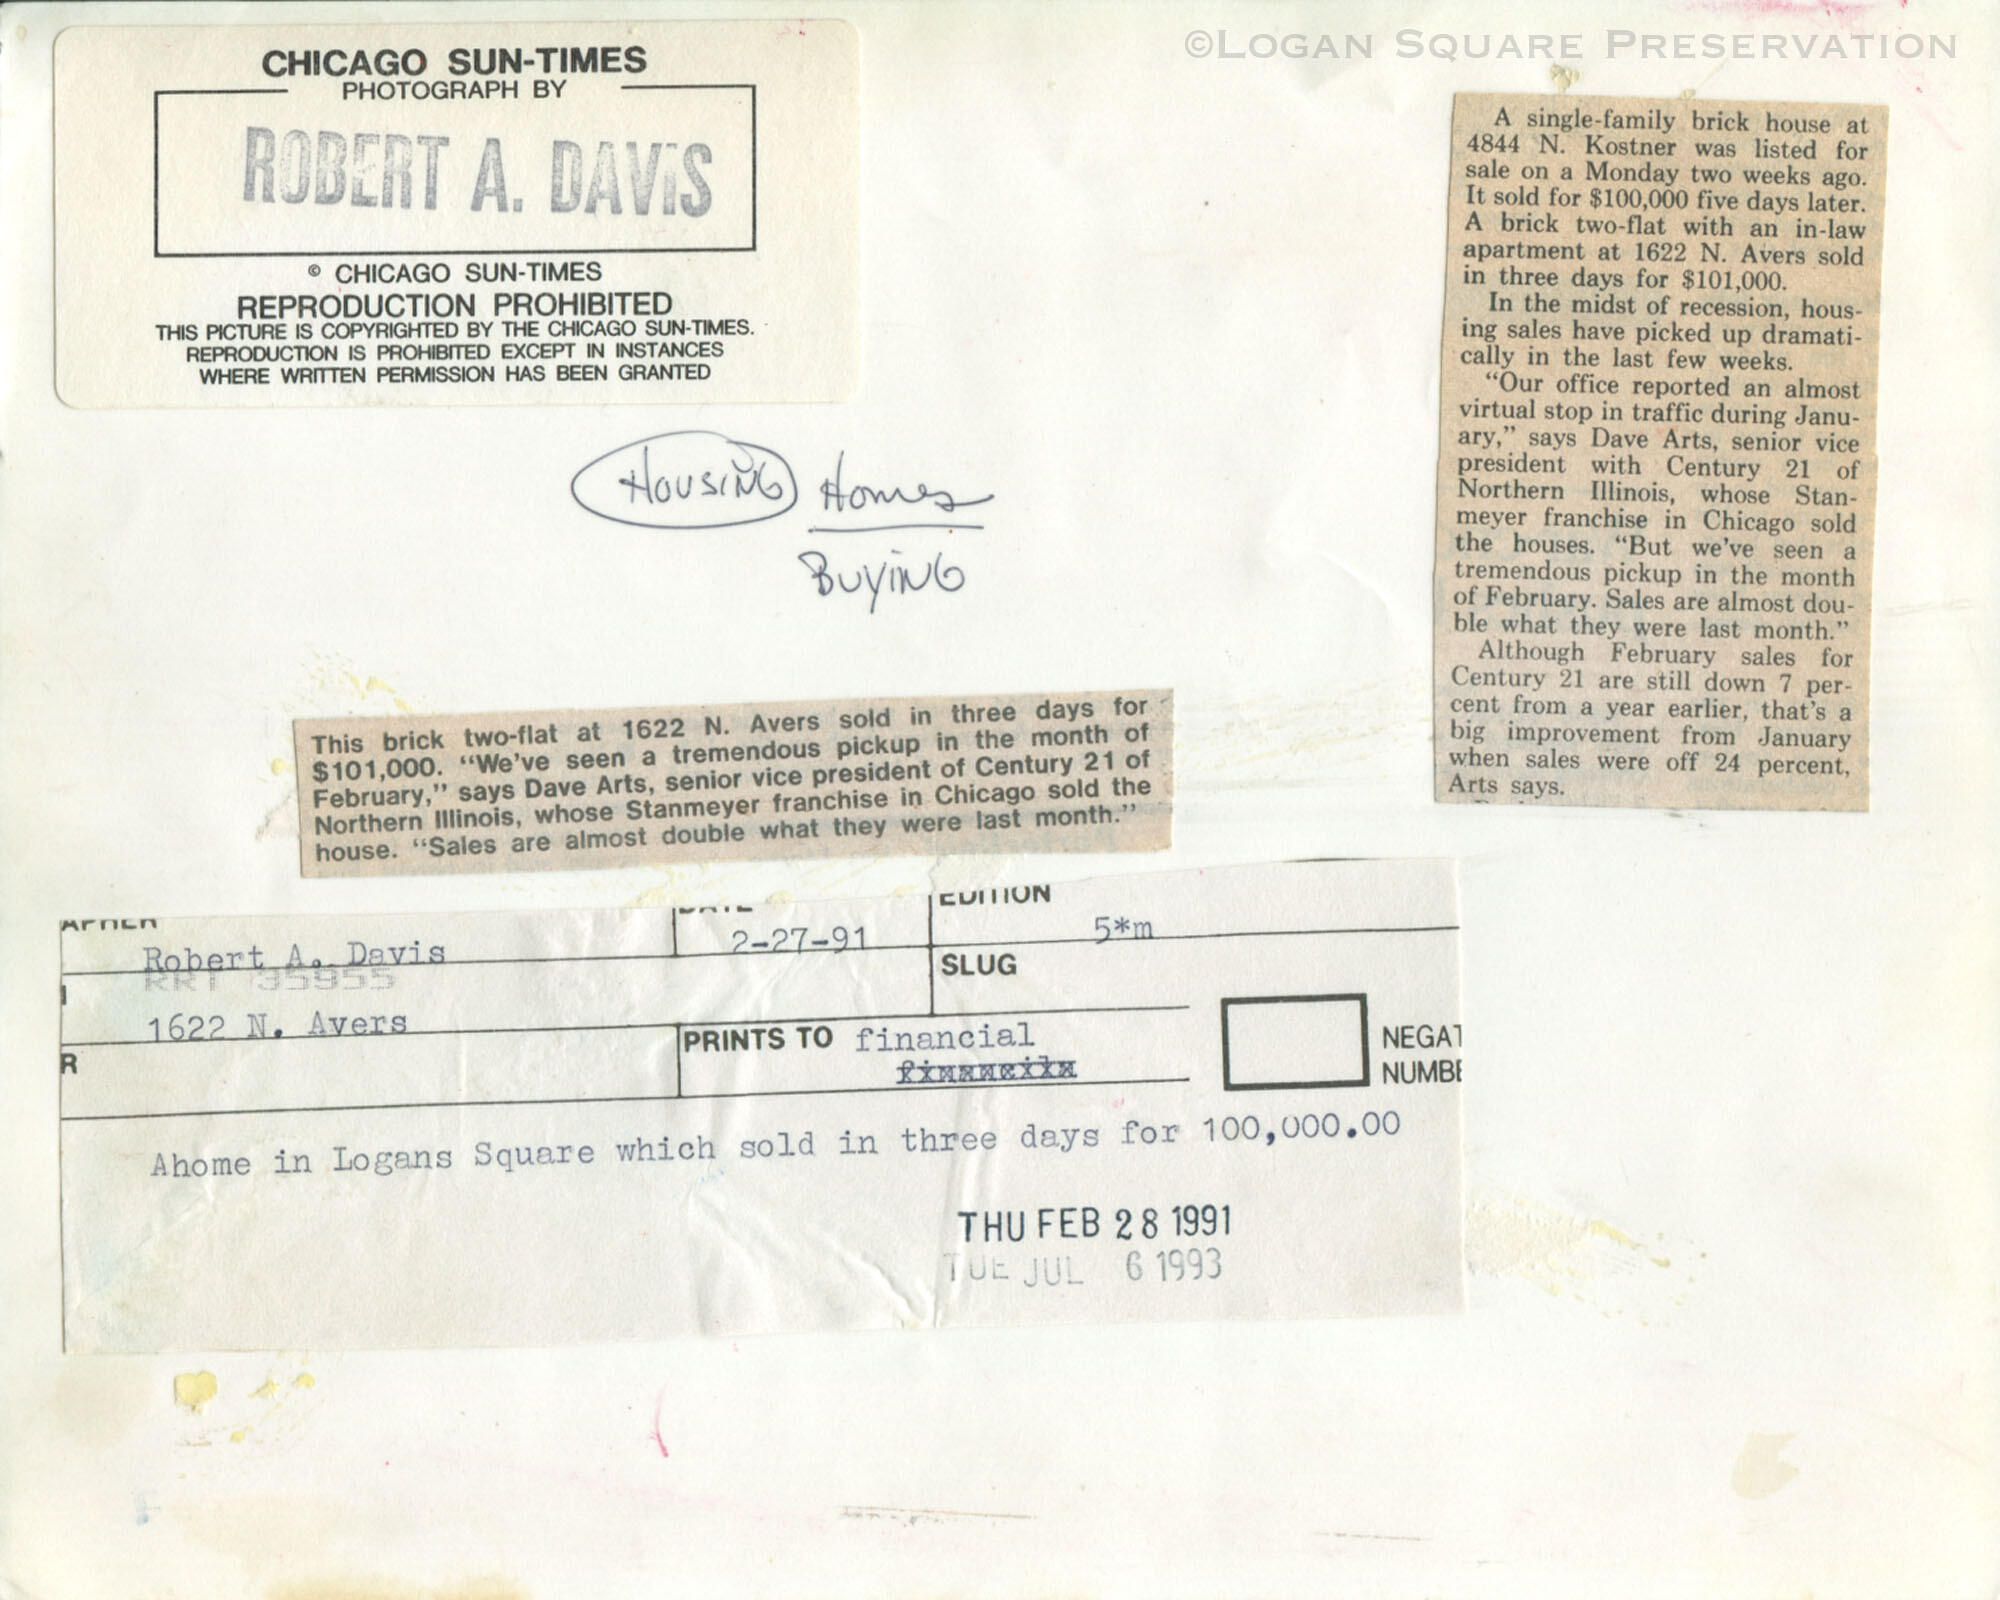 ©LOGAN SQUARE PRESERVATION
CHICAGO SUN-TIMES
PHOTOGRAPH BY
ROBERT A. DAVIS
© CHICAGO SUN-TIMES
REPRODUCTION PROHIBITED
THIS PICTURE IS COPYRIGHTED BY THE CHICAGO SUN-TIMES.
REPRODUCTION IS PROHIBITED EXCEPT IN INSTANCES
WHERE WRITTEN PERMISSION HAS BEEN GRANTED
A single-family brick house at
4844 N. Kostner was listed for
sale on a Monday two weeks ago.
It sold for $100,000 five days later.
A brick two-flat with an in-law
apartment at 1622 N. Avers sold
in three days for $101,000.
In the midst of recession, hous-
ing sales have picked up dramati-
cally in the last few weeks.
"Our office reported an almost
virtual stop in traffic during Janu-
ary," says Dave Arts, senior vice
president with Century 21 of
Northern Illinois, whose Stan-
meyer franchise in Chicago sold
the houses. "But we've seen a
tremendous pickup in the month
of February. Sales are almost dou-
ble what they were last month."
Although February sales for
Century 21 are still down 7 per-
cent from a year earlier, that's a
big improvement from January
when sales were off 24 percent,
Arts says.
HOUSING Homes
BUYING
This brick two-flat at 1622 N. Avers sold in three days for
$101,000. "We've seen a tremendous pickup in the month of
February," says Dave Arts, senior vice president of Century 21 of
Northern Illinois, whose Stanmeyer franchise in Chicago sold the
house. "Sales are almost double what they were last month."
APHER DATE EDITION
Robert A. Davis 2-27-91 5*m
RRT 35955 SLUG
1622 N. Avers
R PRINTS TO financial NEGAT
NUMBE
Ahome in Logans Square which sold in three days for 100,000.00
THU FEB 28 1991
TUE JUL 6 1993